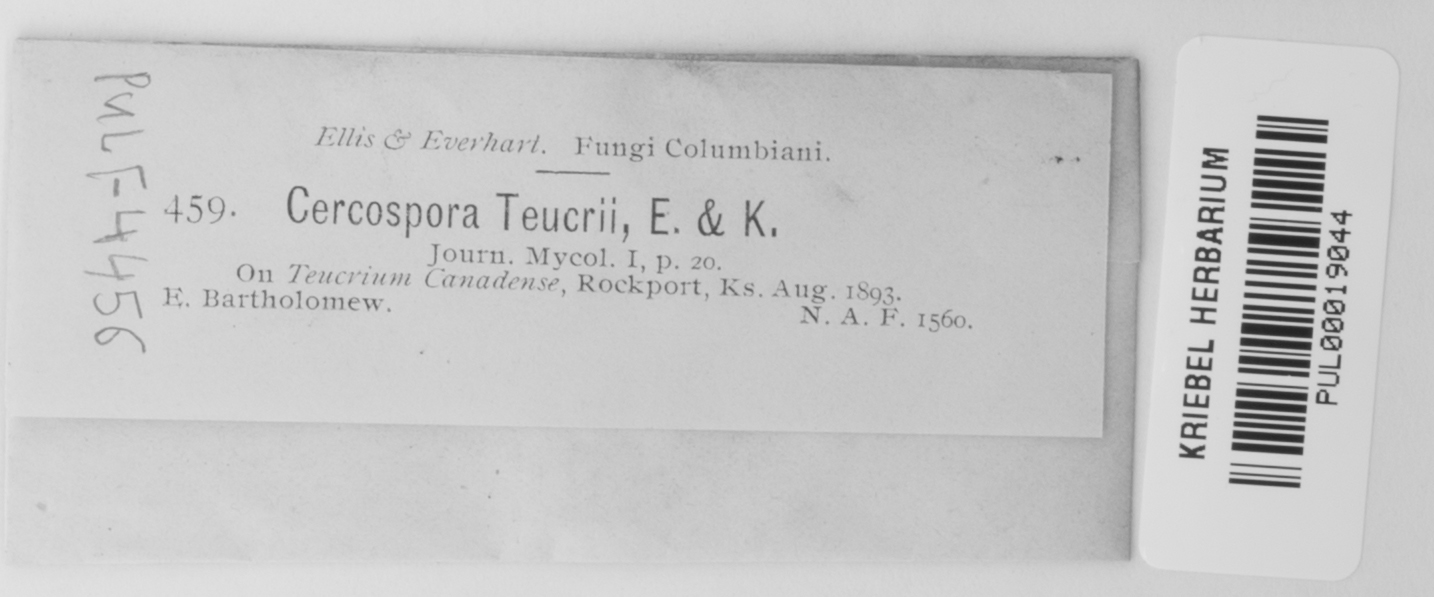 PUL F-4456
Ellis & Everhart. Fungi Columbiani.
459. Cercospora Teucrii, E. & K.
Journ. Mycol. I, p. 20.
On Teucrium Canadense, Rockport, Ks. Aug. 1893.
E. Bartholomew.
N. A. F. 1560.
KRIEBEL HERBARIUM
PUL00019044